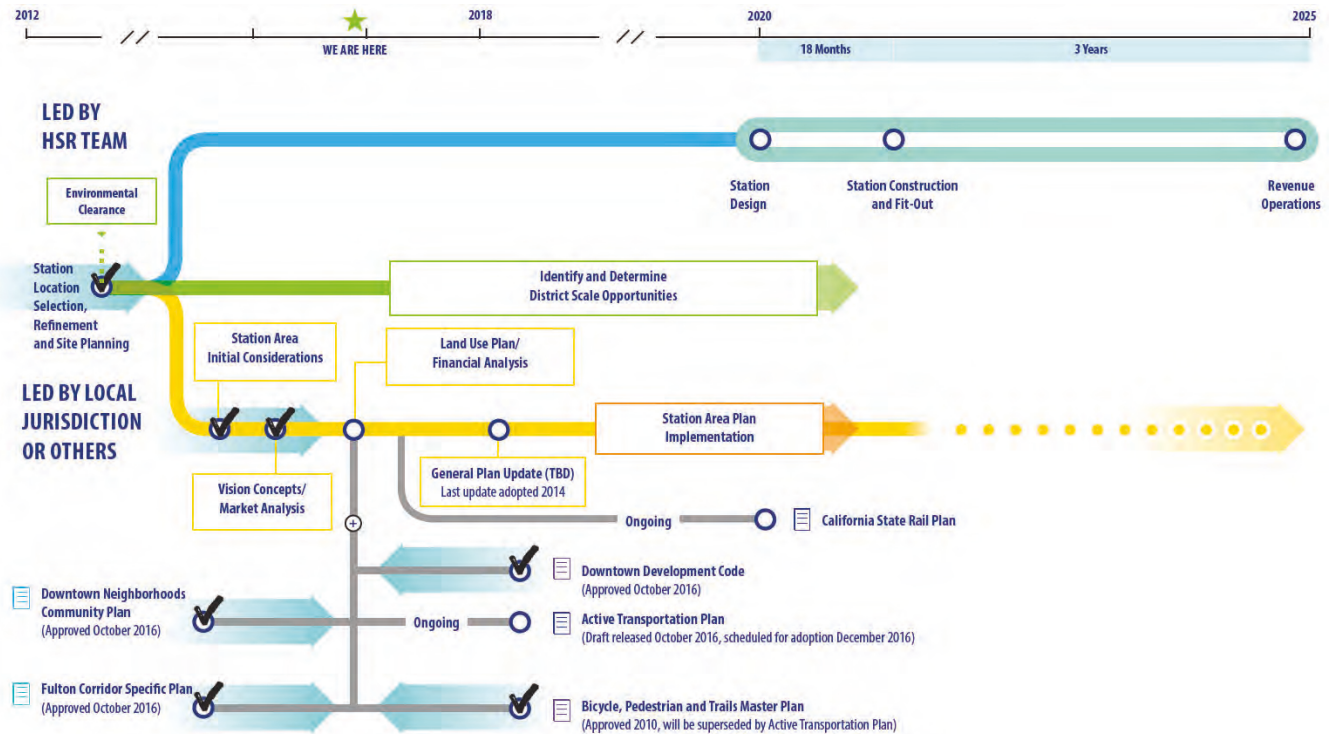 2012
2018
2020
2025
WE ARE HERE
18 Months
3 Years
LED BY
HSR TEAM
Environmental
Clearance
Station
Design
Station Construction
and Fit-Out
Revenue
Operations
Station
Location
Selection,
Refinement
and Site Planning
Identify and Determine
District Scale Opportunities
Station Area
Initial Considerations
Land Use Plan/
Financial Analysis
LED BY LOCAL
JURISDICTION
OR OTHERS
Station Area Plan
Implementation
Vision Concepts/
Market Analysis
General Plan Update (TBD)
Last update adopted 2014
Ongoing
California State Rail Plan
Downtown Development Code
(Approved October 2016)
Downtown Neighborhoods
Community Plan
(Approved October 2016)
Ongoing
Active Transportation Plan
(Draft released October 2016, scheduled for adoption December 2016)
Fulton Corridor Specific Plan
(Approved October 2016)
Bicycle, Pedestrian and Trails Master Plan
(Approved 2010, will be superseded by Active Transportation Plan)